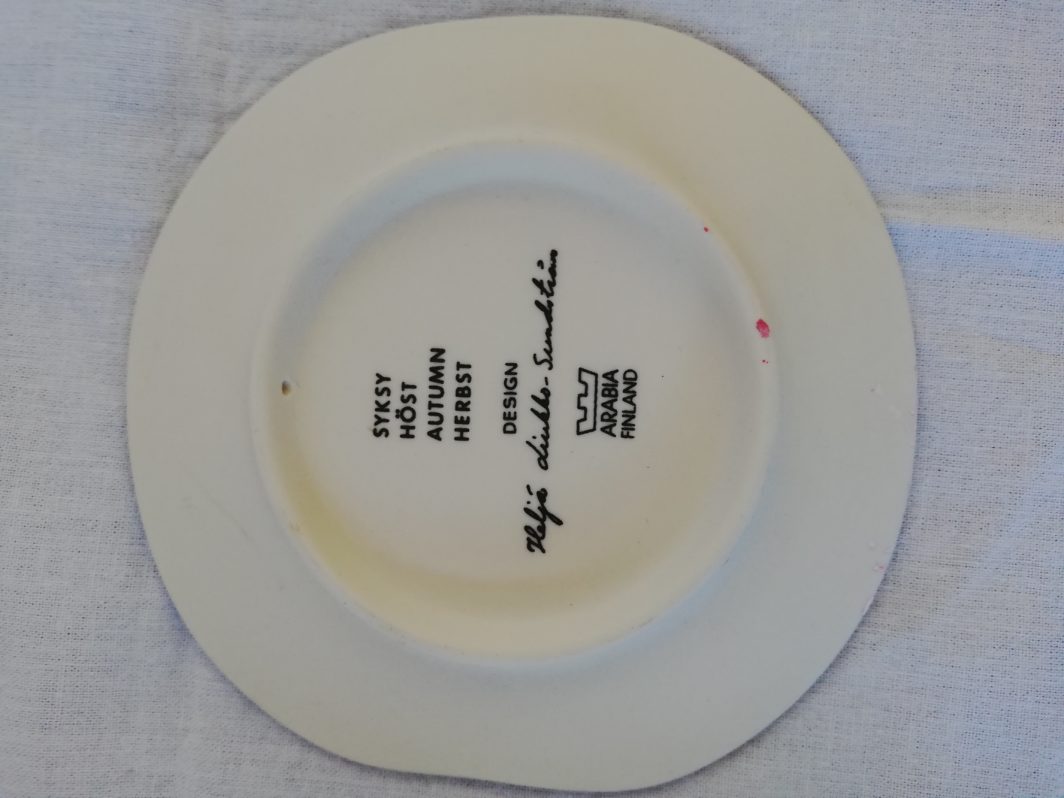 SYKSY
HÖST
AUTUMN
HERBST
DESIGN
Heljä Liukko-Sundström
ARABIA
FINLAND